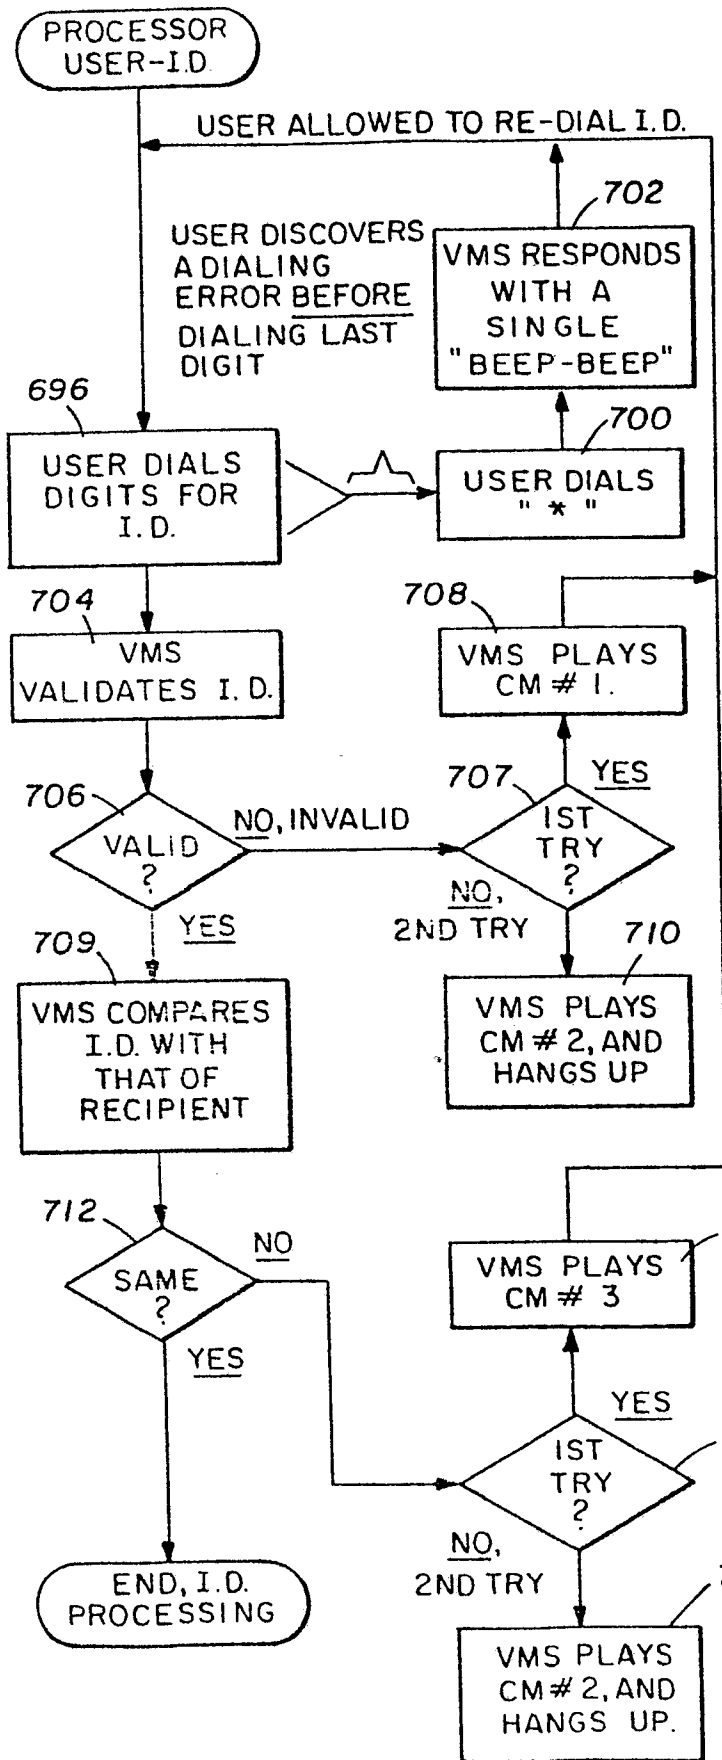 PROCESSOR
USER-I.D.
USER ALLOWED TO RE-DIAL I.D.
702
USER DISCOVERS
A DIALING
ERROR BEFORE
DIALING LAST
DIGIT
VMS RESPONDS
WITH A
SINGLE
"BEEP-BEEP"
696
700
USER DIALS
DIGITS FOR
I.D.
USER DIALS
" * "
704
708
VMS
VALIDATES I.D.
VMS PLAYS
CM # 1.
706
707
YES
VALID
?
NO, INVALID
1ST
TRY
?
YES
NO,
2ND TRY
709
710
VMS COMPARES
I.D. WITH
THAT OF
RECIPIENT
VMS PLAYS
CM # 2, AND
HANGS UP
712
NO
SAME
?
YES
VMS PLAYS
CM # 3
YES
1ST
TRY
?
NO,
2ND TRY
END, I.D.
PROCESSING
VMS PLAYS
CM # 2, AND
HANGS UP.